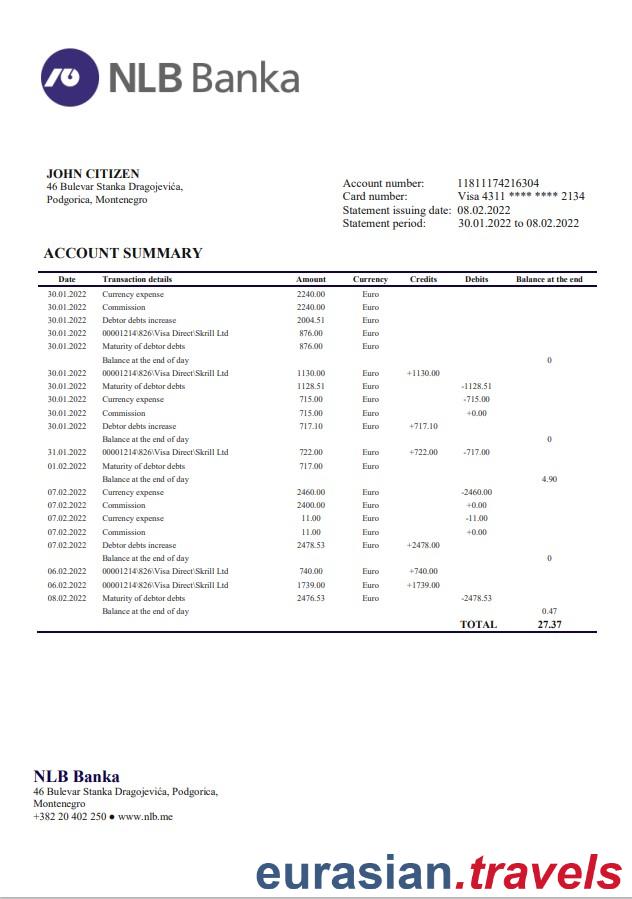 NLB Banka
JOHN CITIZEN
46 Bulevar Stanka Dragojevića,
Podgorica, Montenegro
Account number: 11811174216304
Card number: Visa 4311 **** **** 2134
Statement issuing date: 08.02.2022
Statement period: 30.01.2022 to 08.02.2022
ACCOUNT SUMMARY
Date Transaction details Amount Currency Credits Debits Balance at the end
30.01.2022 Currency expense 2240.00 Euro
30.01.2022 Commission 2240.00 Euro
30.01.2022 Debtor debts increase 2004.51 Euro
30.01.2022 00001214\826\Visa Direct\Skrill Ltd 876.00 Euro
30.01.2022 Maturity of debtor debts 876.00 Euro
Balance at the end of day 0
30.01.2022 00001214\826\Visa Direct\Skrill Ltd 1130.00 Euro +1130.00
30.01.2022 Maturity of debtor debts 1128.51 Euro -1128.51
30.01.2022 Currency expense 715.00 Euro -715.00
30.01.2022 Commission 715.00 Euro +0.00
30.01.2022 Debtor debts increase 717.10 Euro +717.10
Balance at the end of day 0
31.01.2022 00001214\826\Visa Direct\Skrill Ltd 722.00 Euro +722.00 -717.00
01.02.2022 Maturity of debtor debts 717.00 Euro
Balance at the end of day 4.90
07.02.2022 Currency expense 2460.00 Euro -2460.00
07.02.2022 Commission 2400.00 Euro +0.00
07.02.2022 Currency expense 11.00 Euro -11.00
07.02.2022 Commission 11.00 Euro +0.00
07.02.2022 Debtor debts increase 2478.53 Euro +2478.00
Balance at the end of day 0
06.02.2022 00001214\826\Visa Direct\Skrill Ltd 740.00 Euro +740.00
06.02.2022 00001214\826\Visa Direct\Skrill Ltd 1739.00 Euro +1739.00
08.02.2022 Maturity of debtor debts 2476.53 Euro -2478.53
Balance at the end of day 0.47
TOTAL 27.37
NLB Banka
46 Bulevar Stanka Dragojevića, Podgorica,
Montenegro
+382 20 402 250 ● www.nlb.me
eurasian.travels